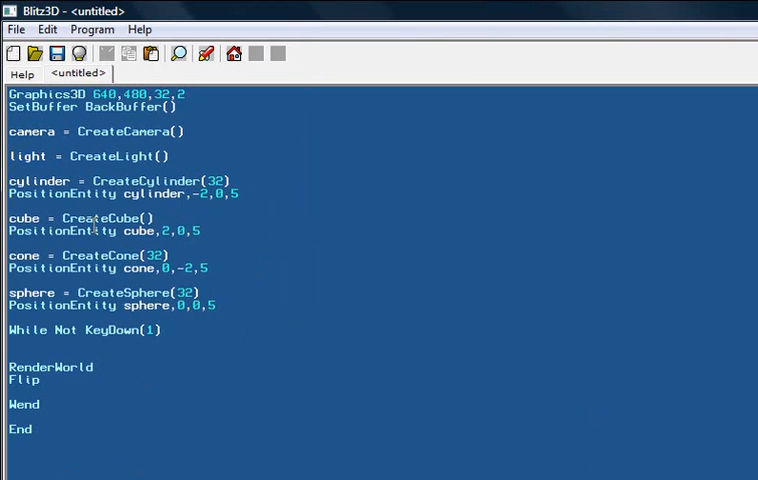 Blitz3D - <untitled>
File Edit Program Help
Help <untitled>
Graphics3D 640,480,32,2
SetBuffer BackBuffer()
camera = CreateCamera()
light = CreateLight()
cylinder = CreateCylinder(32)
PositionEntity cylinder,-2,0,5
cube = CreateCube()
PositionEntity cube,2,0,5
cone = CreateCone(32)
PositionEntity cone,0,-2,5
sphere = CreateSphere(32)
PositionEntity sphere,0,0,5
While Not KeyDown(1)
RenderWorld
Flip
Wend
End